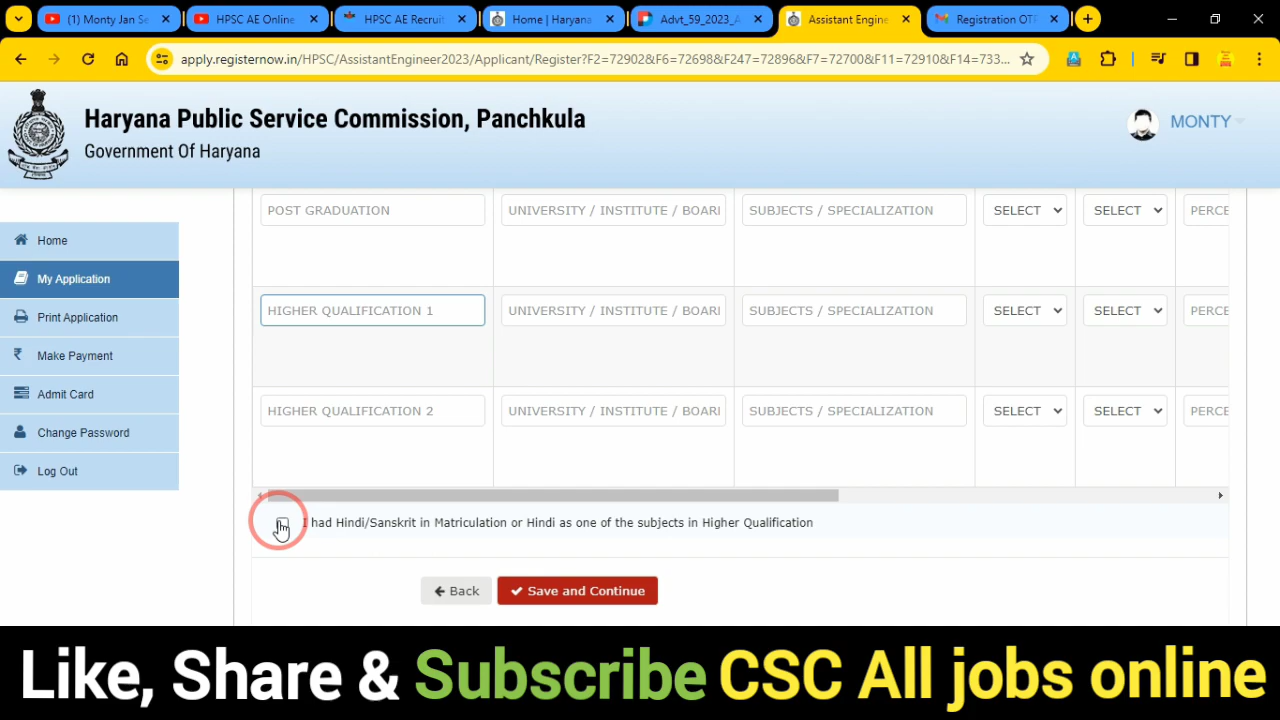 (1) Monty Jan Se
HPSC AE Online
HPSC AE Recruit
Home | Haryana
Advt_59_2023_A
Assistant Engine
Registration OTP
apply.registernow.in/HPSC/AssistantEngineer2023/Applicant/Register?F2=72902&F6=72698&F247=72896&F7=72700&F11=72910&F14=733...
Haryana Public Service Commission, Panchkula
Government Of Haryana
MONTY
Home
My Application
Print Application
Make Payment
Admit Card
Change Password
Log Out
POST GRADUATION UNIVERSITY / INSTITUTE / BOARD SUBJECTS / SPECIALIZATION SELECT SELECT PERCE
HIGHER QUALIFICATION 1 UNIVERSITY / INSTITUTE / BOARD SUBJECTS / SPECIALIZATION SELECT SELECT PERCE
HIGHER QUALIFICATION 2 UNIVERSITY / INSTITUTE / BOARD SUBJECTS / SPECIALIZATION SELECT SELECT PERCE
I had Hindi/Sanskrit in Matriculation or Hindi as one of the subjects in Higher Qualification
Back
Save and Continue
Like, Share & Subscribe CSC All jobs online